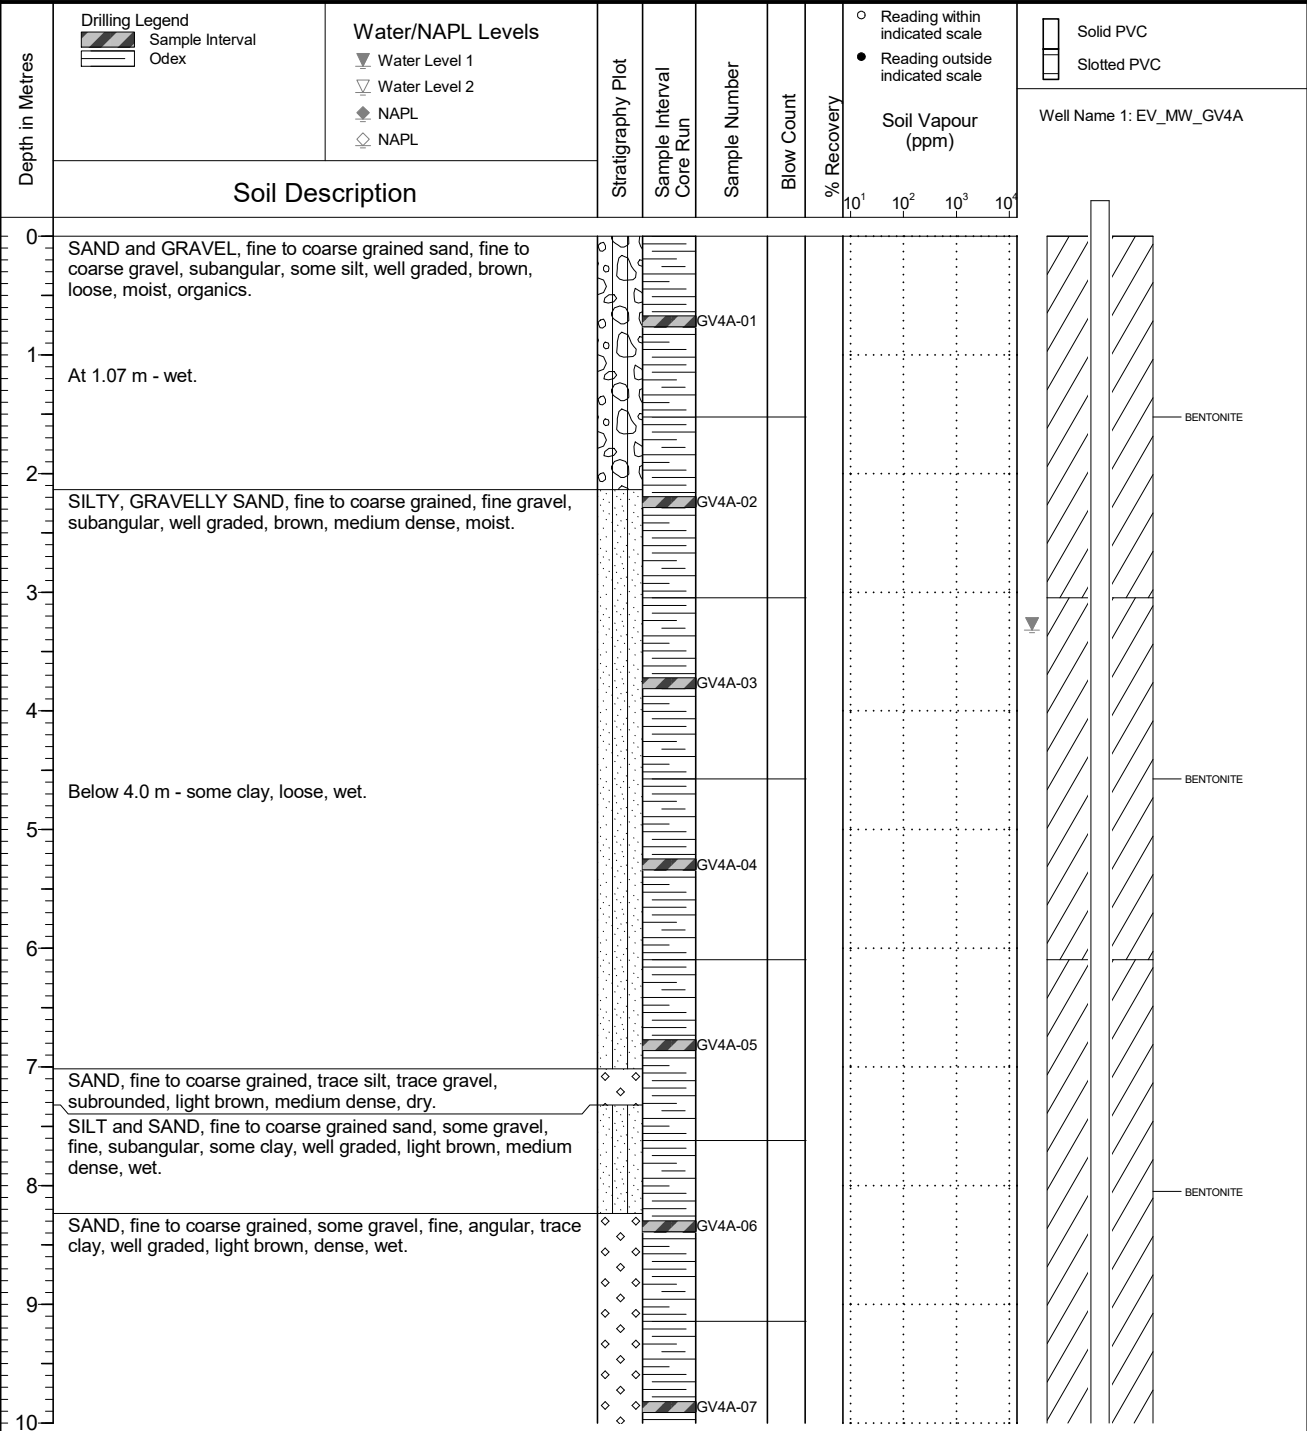 Drilling Legend
Sample Interval
Odex
Water/NAPL Levels
Water Level 1
Water Level 2
NAPL
NAPL
Depth in Metres
Soil Description
Stratigraphy Plot
Sample Interval
Core Run
Sample Number
Blow Count
% Recovery
Reading within
indicated scale
Reading outside
indicated scale
Soil Vapour
(ppm)
10¹ 10² 10³ 10⁴
Solid PVC
Slotted PVC
Well Name 1: EV_MW_GV4A
0
SAND and GRAVEL, fine to coarse grained sand, fine to
coarse gravel, subangular, some silt, well graded, brown,
loose, moist, organics.
GV4A-01
1
At 1.07 m - wet.
BENTONITE
2
SILTY, GRAVELLY SAND, fine to coarse grained, fine gravel,
subangular, well graded, brown, medium dense, moist.
GV4A-02
3
GV4A-03
4
BENTONITE
Below 4.0 m - some clay, loose, wet.
5
GV4A-04
6
GV4A-05
7
SAND, fine to coarse grained, trace silt, trace gravel,
subrounded, light brown, medium dense, dry.
SILT and SAND, fine to coarse grained sand, some gravel,
fine, subangular, some clay, well graded, light brown, medium
dense, wet.
8
BENTONITE
SAND, fine to coarse grained, some gravel, fine, angular, trace
clay, well graded, light brown, dense, wet.
GV4A-06
9
GV4A-07
10